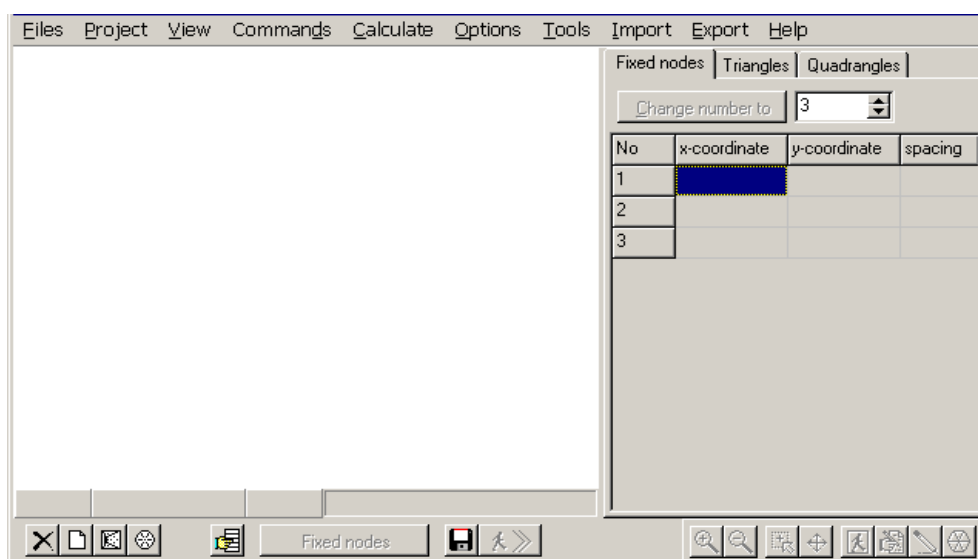 Files Project View Commands Calculate Options Tools Import Export Help
Fixed nodes Triangles Quadrangles
Change number to 3
No x-coordinate y-coordinate spacing
1
2
3
Fixed nodes